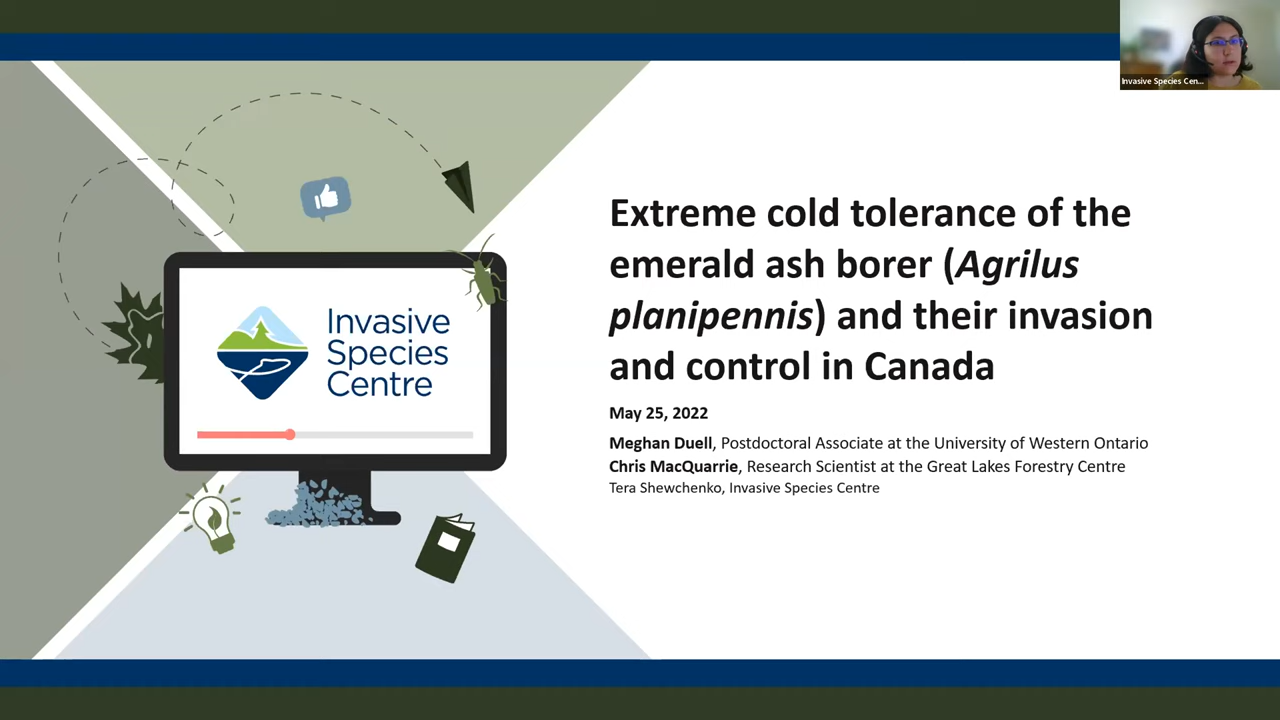 Invasive Species Cen...
Extreme cold tolerance of the
emerald ash borer (Agrilus
planipennis) and their invasion
and control in Canada
May 25, 2022
Meghan Duell, Postdoctoral Associate at the University of Western Ontario
Chris MacQuarrie, Research Scientist at the Great Lakes Forestry Centre
Tera Shewchenko, Invasive Species Centre
Invasive
Species
Centre